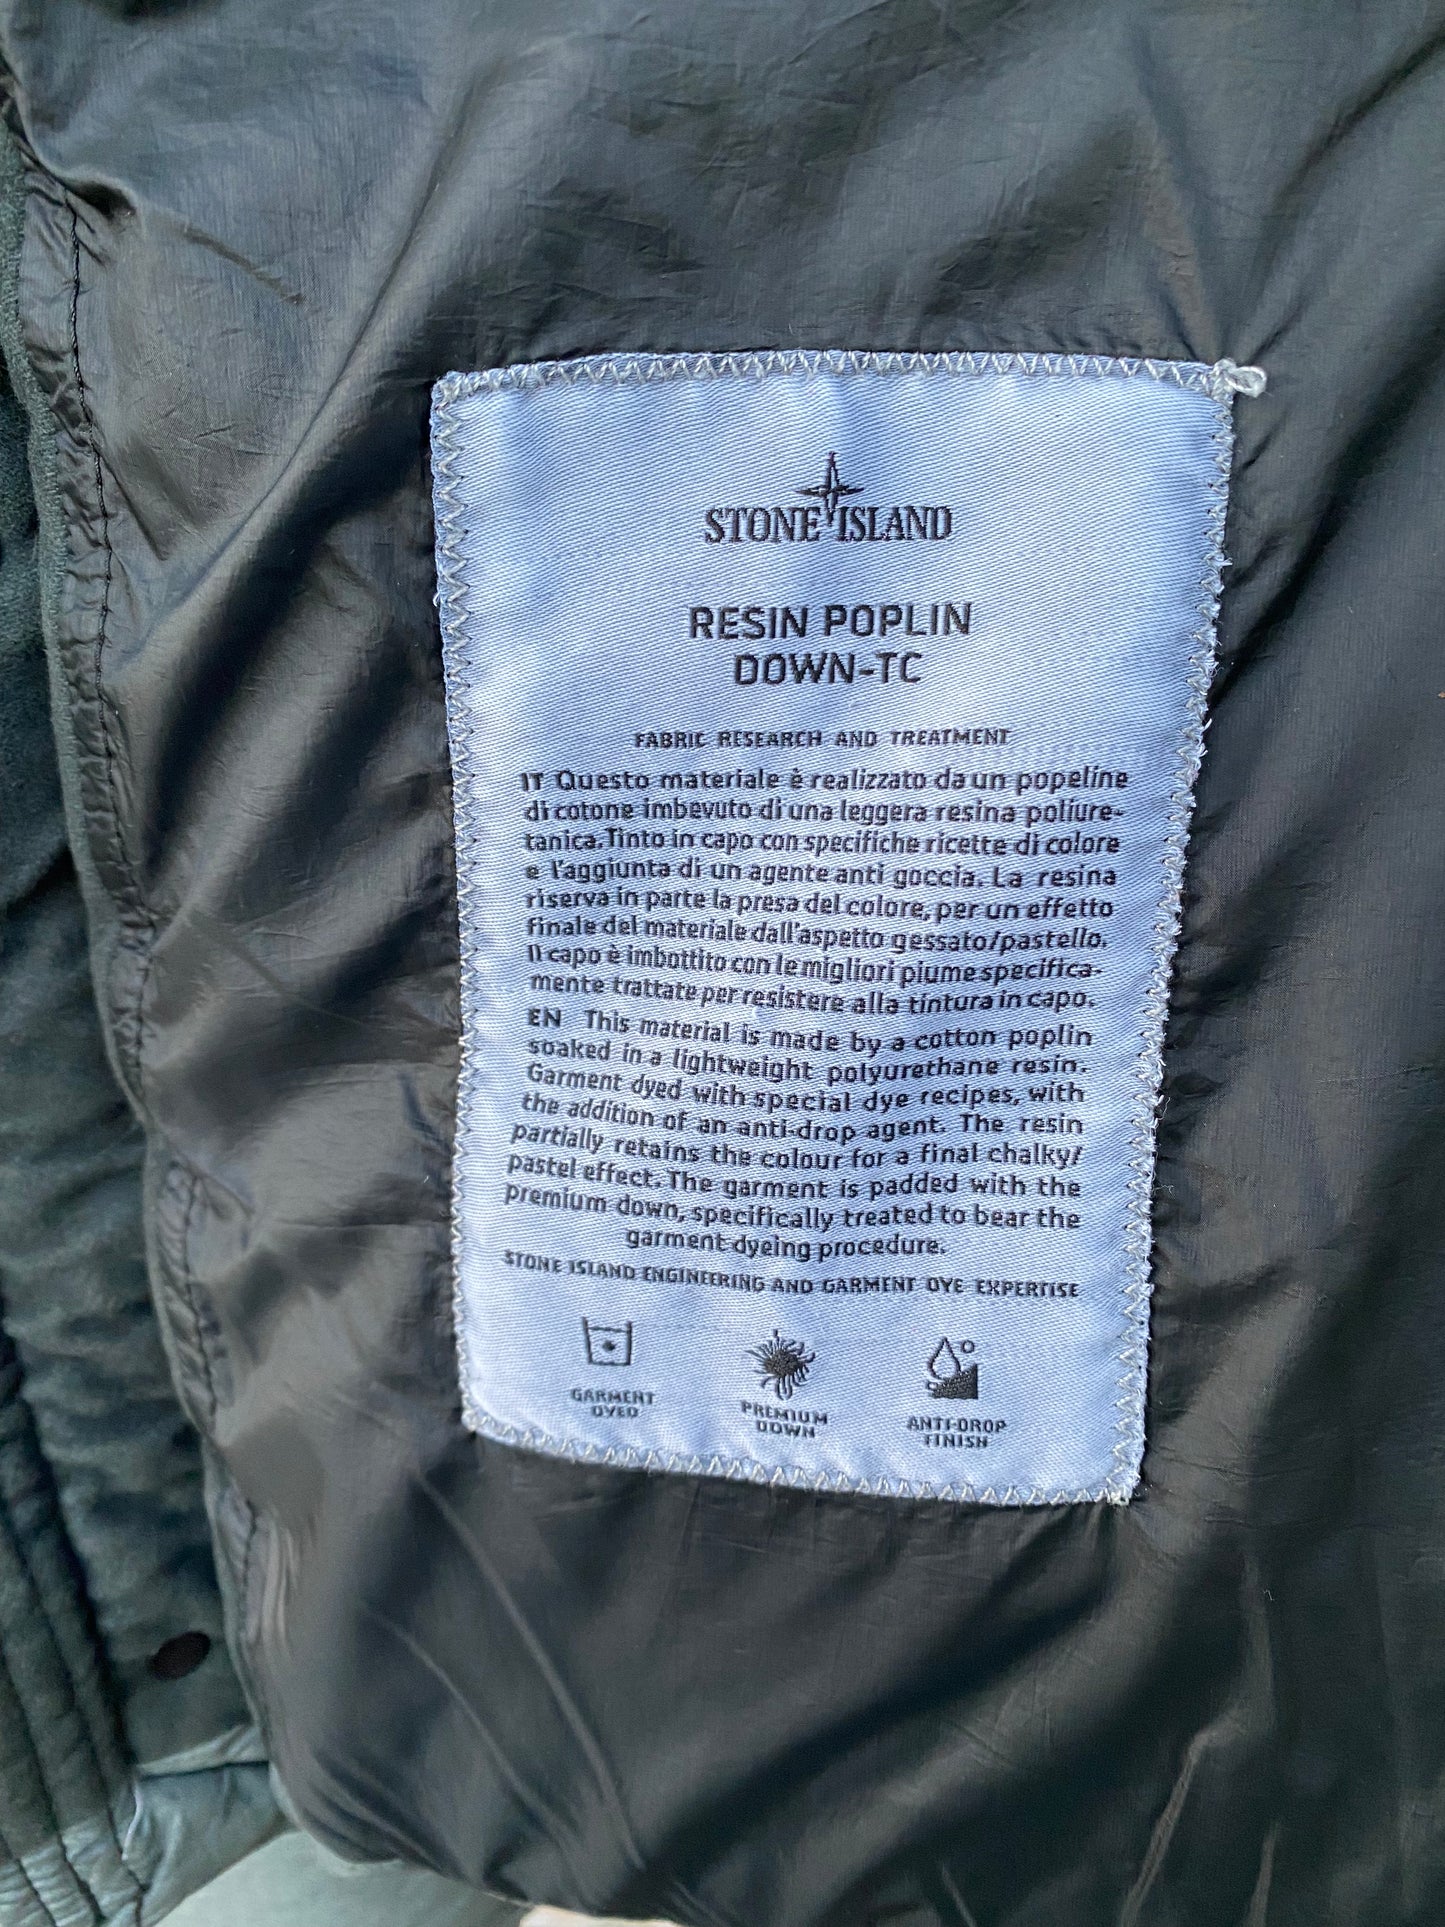 STONE ISLAND
RESIN POPLIN
DOWN-TC
FABRIC RESEARCH AND TREATMENT
IT Questo materiale è realizzato da un popeline
di cotone imbevuto di una leggera resina poliure-
tanica. Tinto in capo con specifiche ricette di colore
e l'aggiunta di un agente anti goccia. La resina
riserva in parte la presa del colore, per un effetto
finale del materiale dall'aspetto gessato/pastello.
Il capo è imbottito con le migliori piume specifica-
mente trattate per resistere alla tintura in capo.
EN This material is made by a cotton poplin
soaked in a lightweight polyurethane resin.
Garment dyed with special dye recipes, with
the addition of an anti-drop agent. The resin
partially retains the colour for a final chalky/
pastel effect. The garment is padded with the
premium down, specifically treated to bear the
garment dyeing procedure.
STONE ISLAND ENGINEERING AND GARMENT DYE EXPERTISE
GARMENT
DYED
PREMIUM
DOWN
ANTI-DROP
FINISH